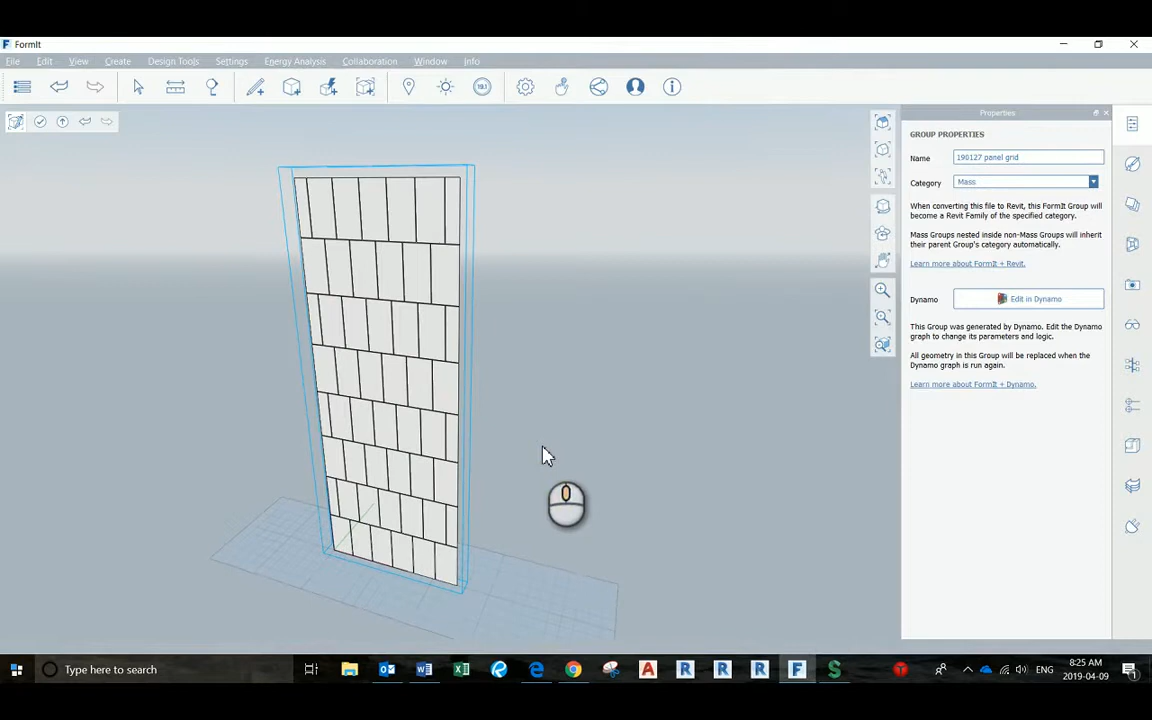 FormIt
File Edit View Create Design Tools Settings Energy Analysis Collaboration Window Info
19.1
Properties
GROUP PROPERTIES
Name 190127 panel grid
Category Mass
When converting this file to Revit, this FormIt Group will
become a Revit Family of the specified category.
Mass Groups nested inside non-Mass Groups will inherit
their parent Group's category automatically.
Learn more about FormIt + Revit.
Dynamo Edit in Dynamo
This Group was generated by Dynamo. Edit the Dynamo
graph to change its parameters and logic.
All geometry in this Group will be replaced when the
Dynamo graph is run again.
Learn more about FormIt + Dynamo.
Type here to search
ENG
8:25 AM
2019-04-09